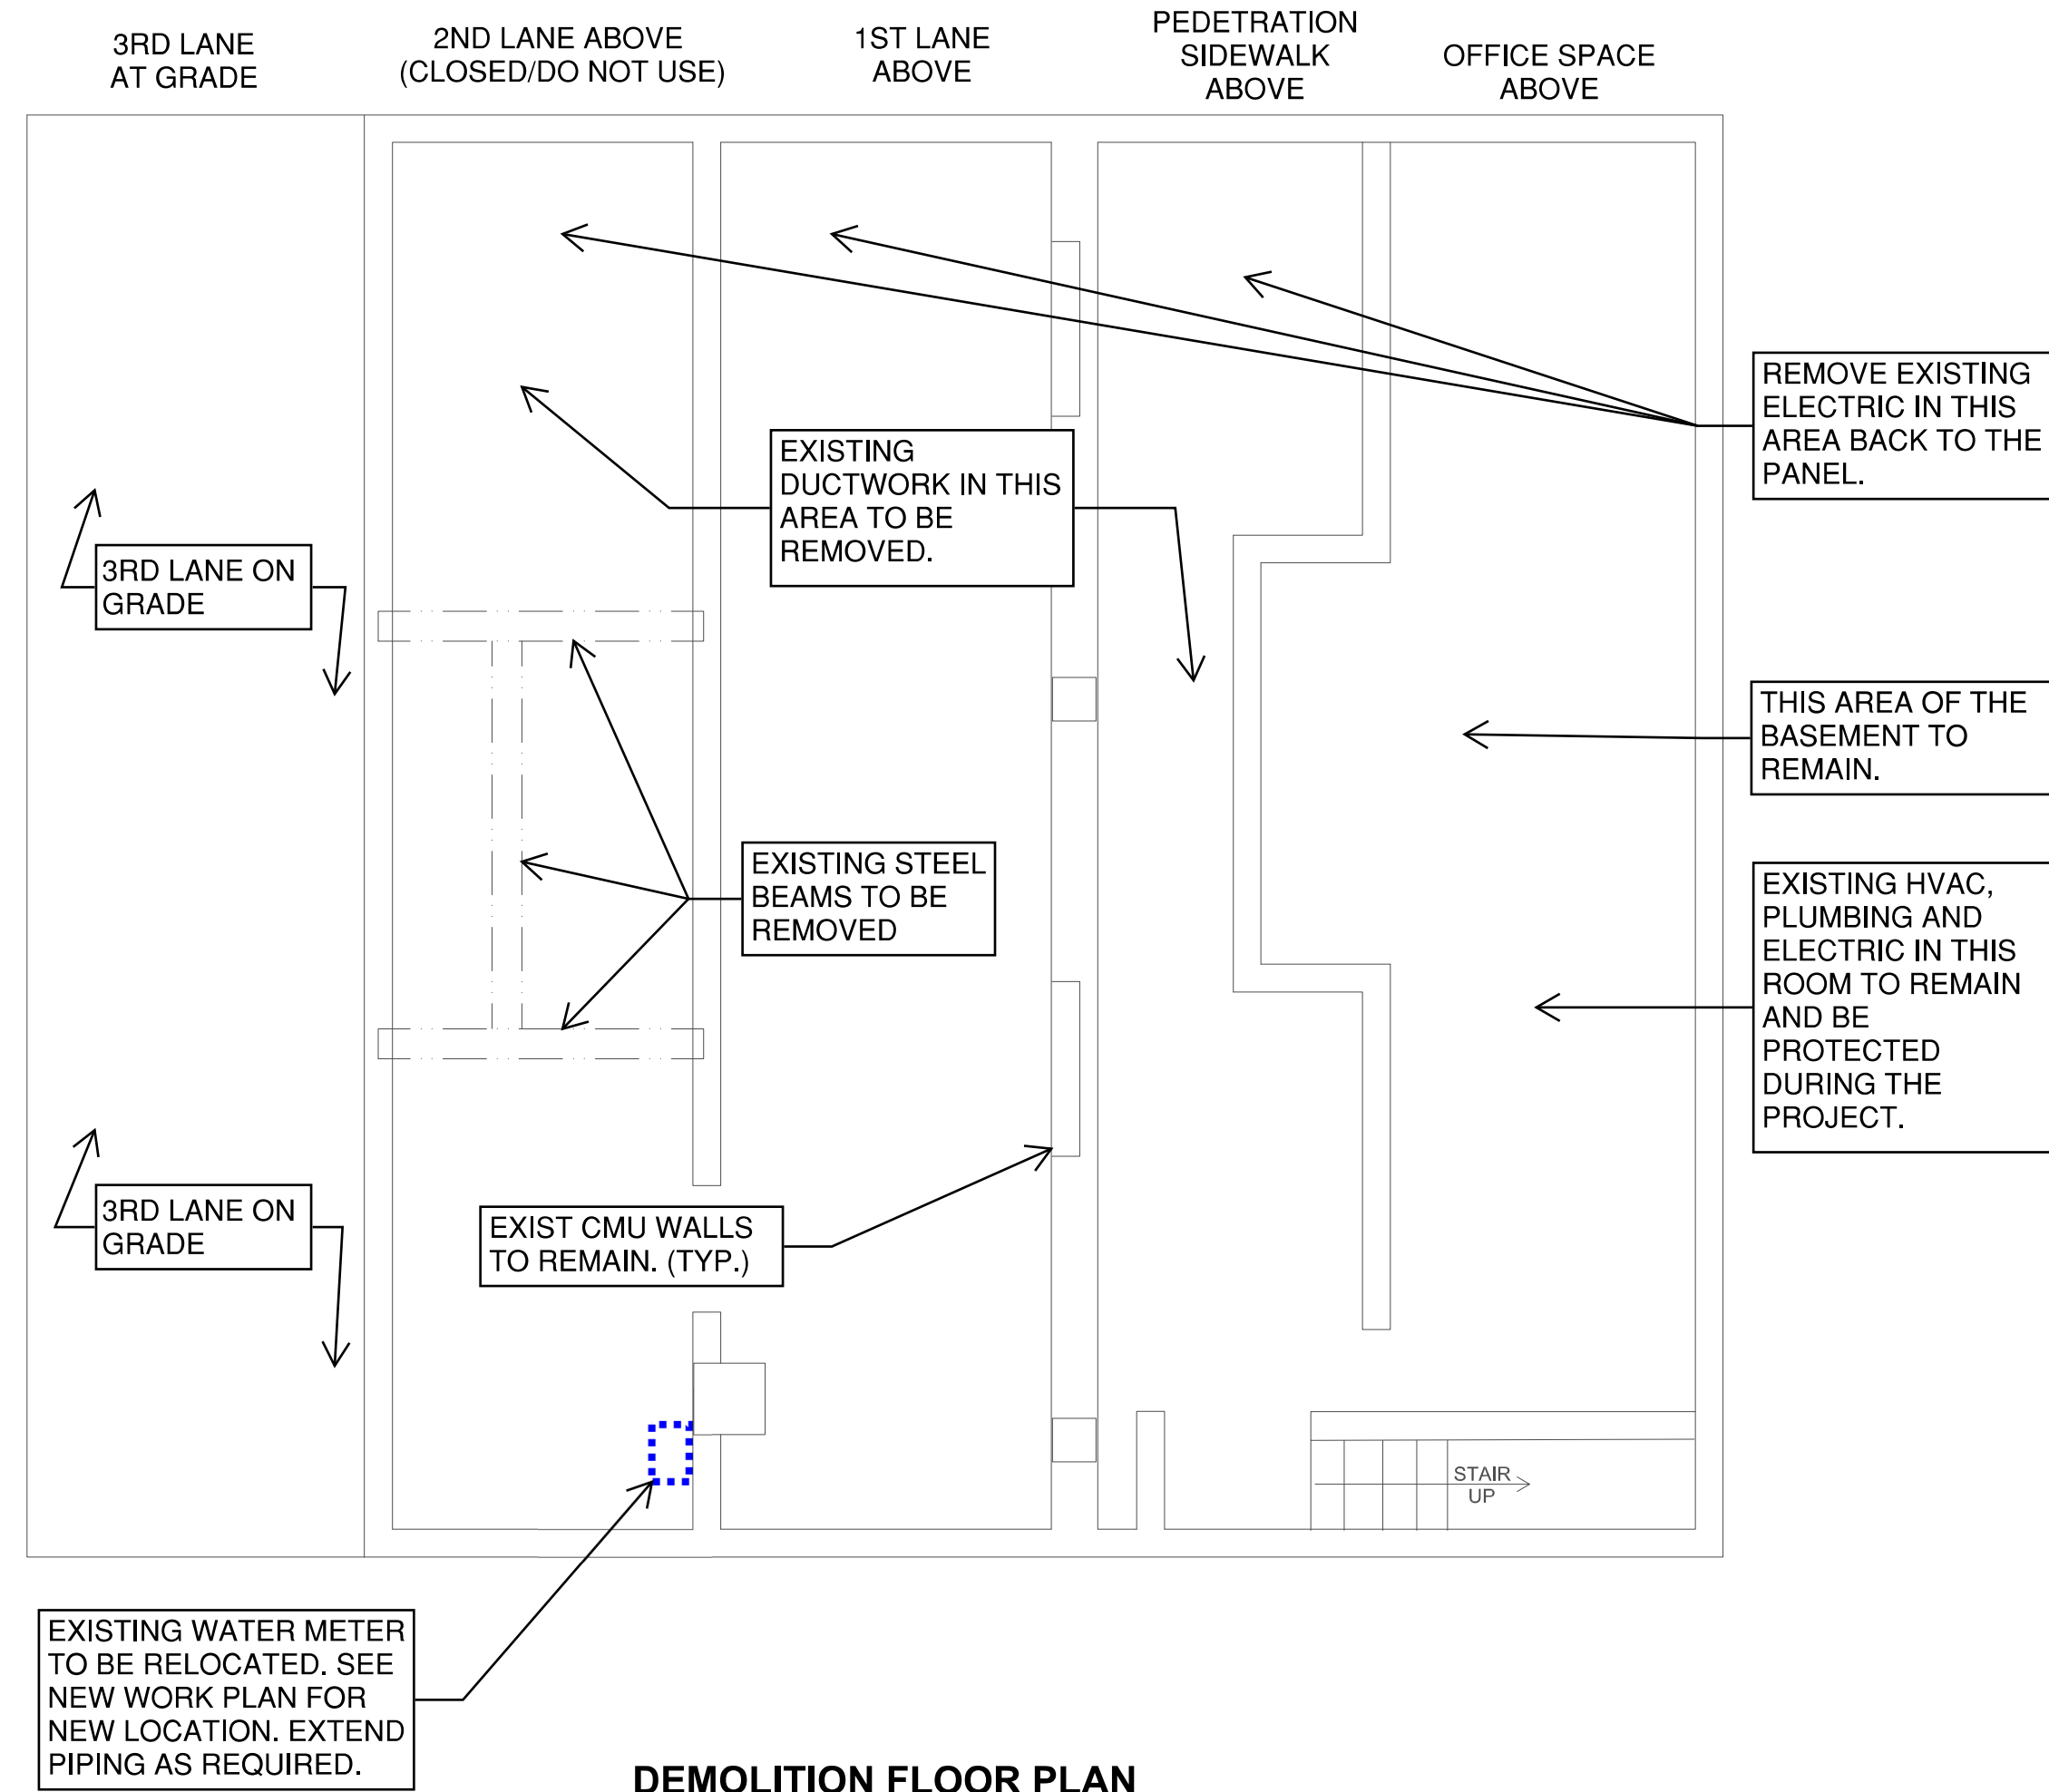 3RD LANE
AT GRADE
2ND LANE ABOVE
(CLOSED/DO NOT USE)
1ST LANE
ABOVE
PEDETRATION
SIDEWALK
ABOVE
OFFICE SPACE
ABOVE
REMOVE EXISTING
ELECTRIC IN THIS
AREA BACK TO THE
PANEL.
EXISTING
DUCTWORK IN THIS
AREA TO BE
REMOVED.
3RD LANE ON
GRADE
THIS AREA OF THE
BASEMENT TO
REMAIN.
EXISTING STEEL
BEAMS TO BE
REMOVED
EXISTING HVAC,
PLUMBING AND
ELECTRIC IN THIS
ROOM TO REMAIN
AND BE
PROTECTED
DURING THE
PROJECT.
3RD LANE ON
GRADE
EXIST CMU WALLS
TO REMAIN. (TYP.)
STAIR
UP
EXISTING WATER METER
TO BE RELOCATED. SEE
NEW WORK PLAN FOR
NEW LOCATION. EXTEND
PIPING AS REQUIRED.
DEMOLITION FLOOR PLAN